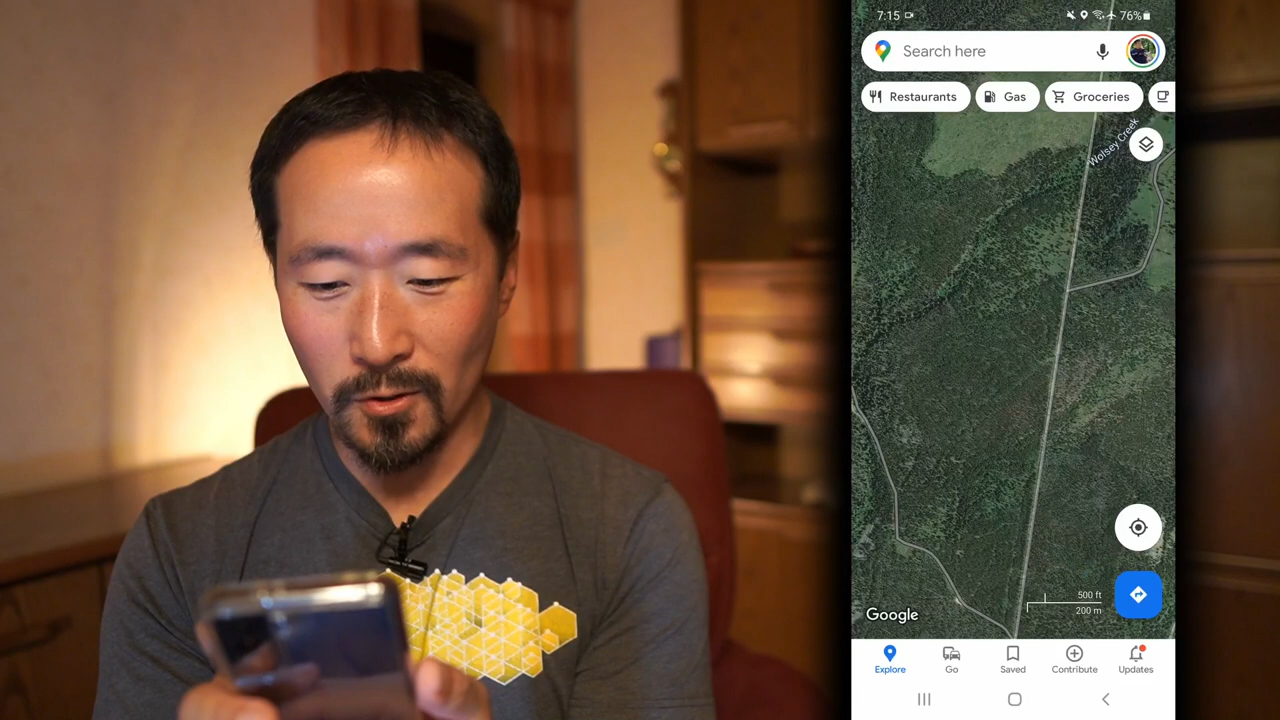 7:15
76%
Search here
Restaurants
Gas
Groceries
Wolsey Creek
500 ft
200 m
Google
Explore
Go
Saved
Contribute
Updates